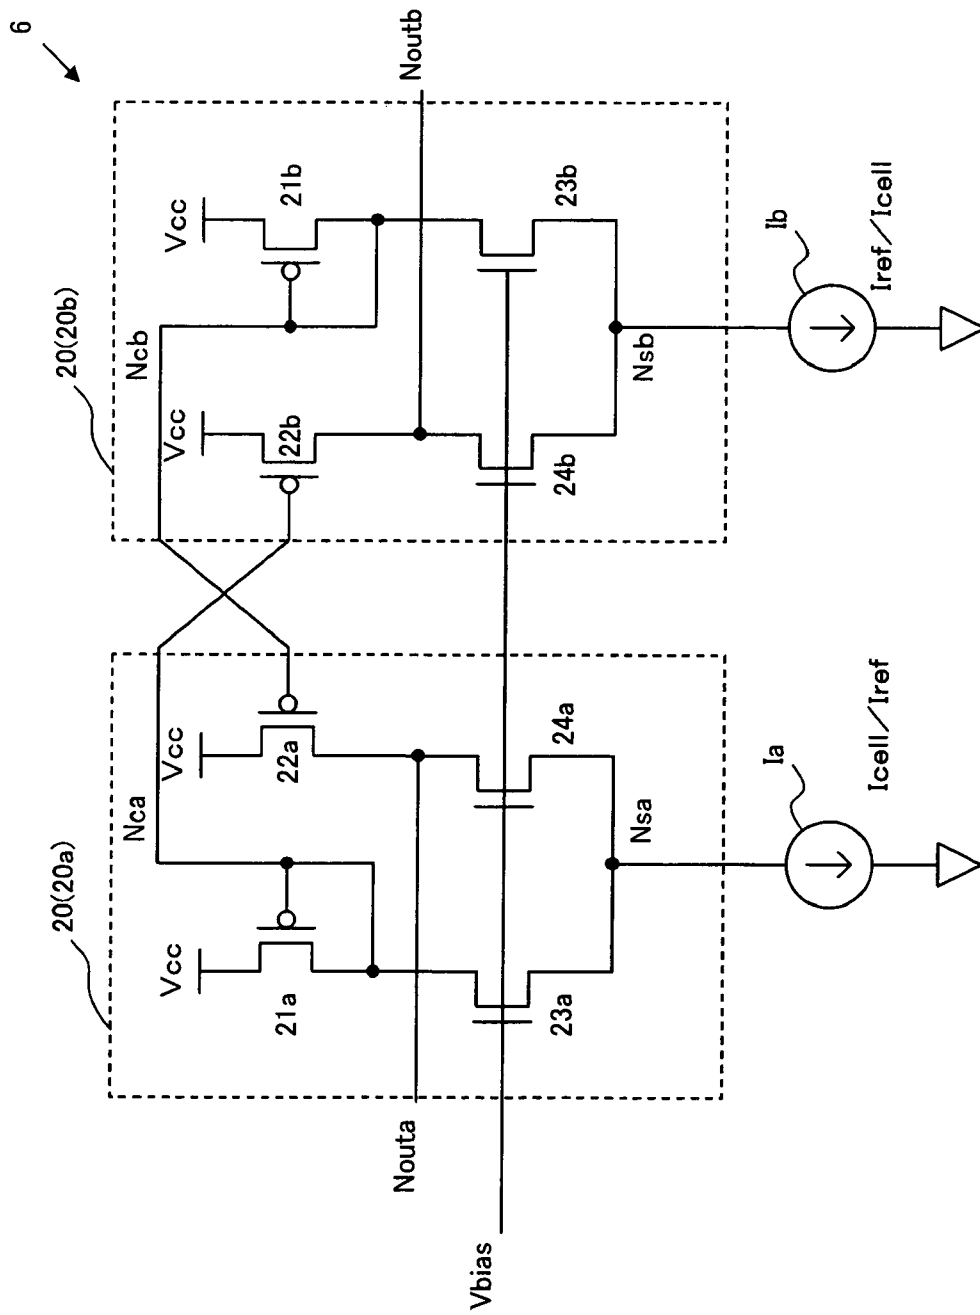 6
20(20a)
20(20b)
Nca
Ncb
Vcc
Vcc
Vcc
Vcc
21a
22a
22b
21b
Nouta
Noutb
Vbias
23a
24a
24b
23b
Nsa
Nsb
Ia
Ib
Icell/Iref
Iref/Icell